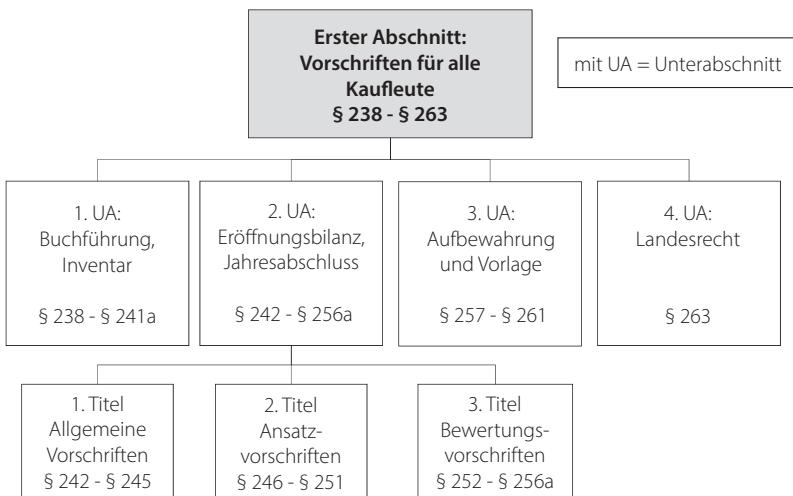 Erster Abschnitt:
Vorschriften für alle
Kaufleute
§ 238 - § 263
mit UA = Unterabschnitt
1. UA:
Buchführung,
Inventar
§ 238 - § 241a
2. UA:
Eröffnungsbilanz,
Jahresabschluss
§ 242 - § 256a
3. UA:
Aufbewahrung
und Vorlage
§ 257 - § 261
4. UA:
Landesrecht
§ 263
1. Titel
Allgemeine
Vorschriften
§ 242 - § 245
2. Titel
Ansatz-
vorschriften
§ 246 - § 251
3. Titel
Bewertungs-
vorschriften
§ 252 - § 256a